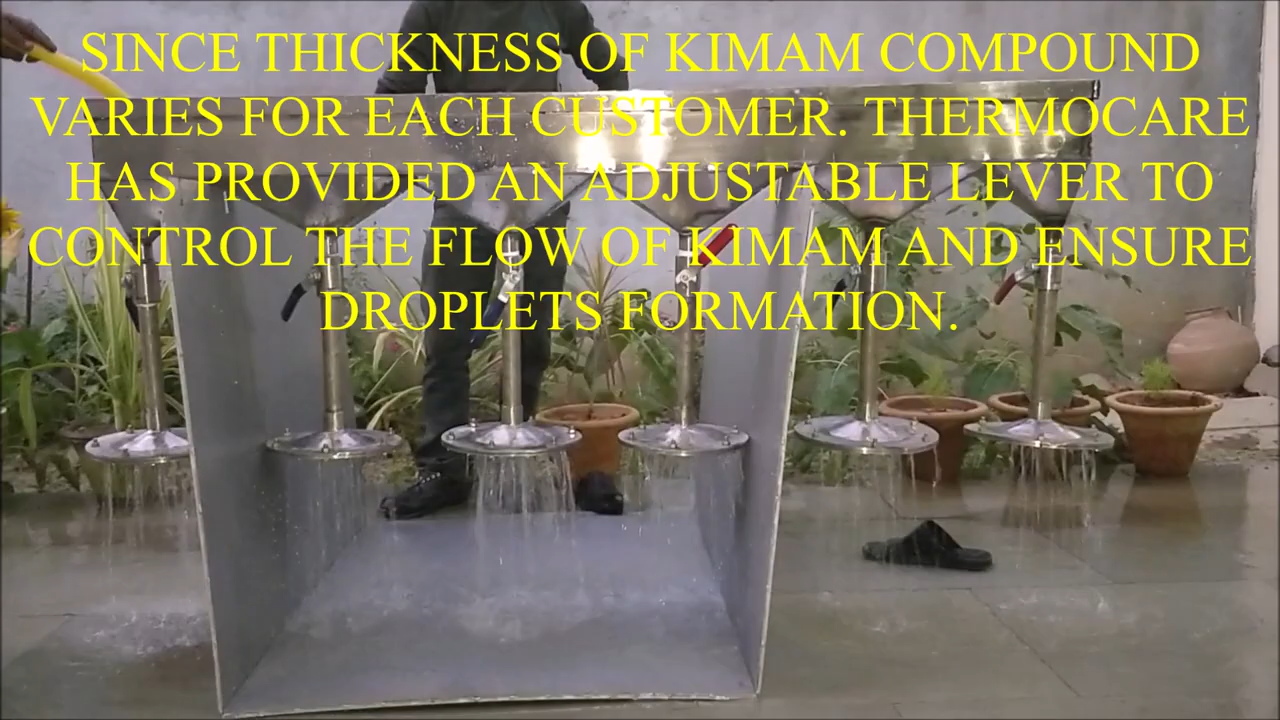 SINCE THICKNESS OF KIMAM COMPOUND
VARIES FOR EACH CUSTOMER. THERMOCARE
HAS PROVIDED AN ADJUSTABLE LEVER TO
CONTROL THE FLOW OF KIMAM AND ENSURE
DROPLETS FORMATION.